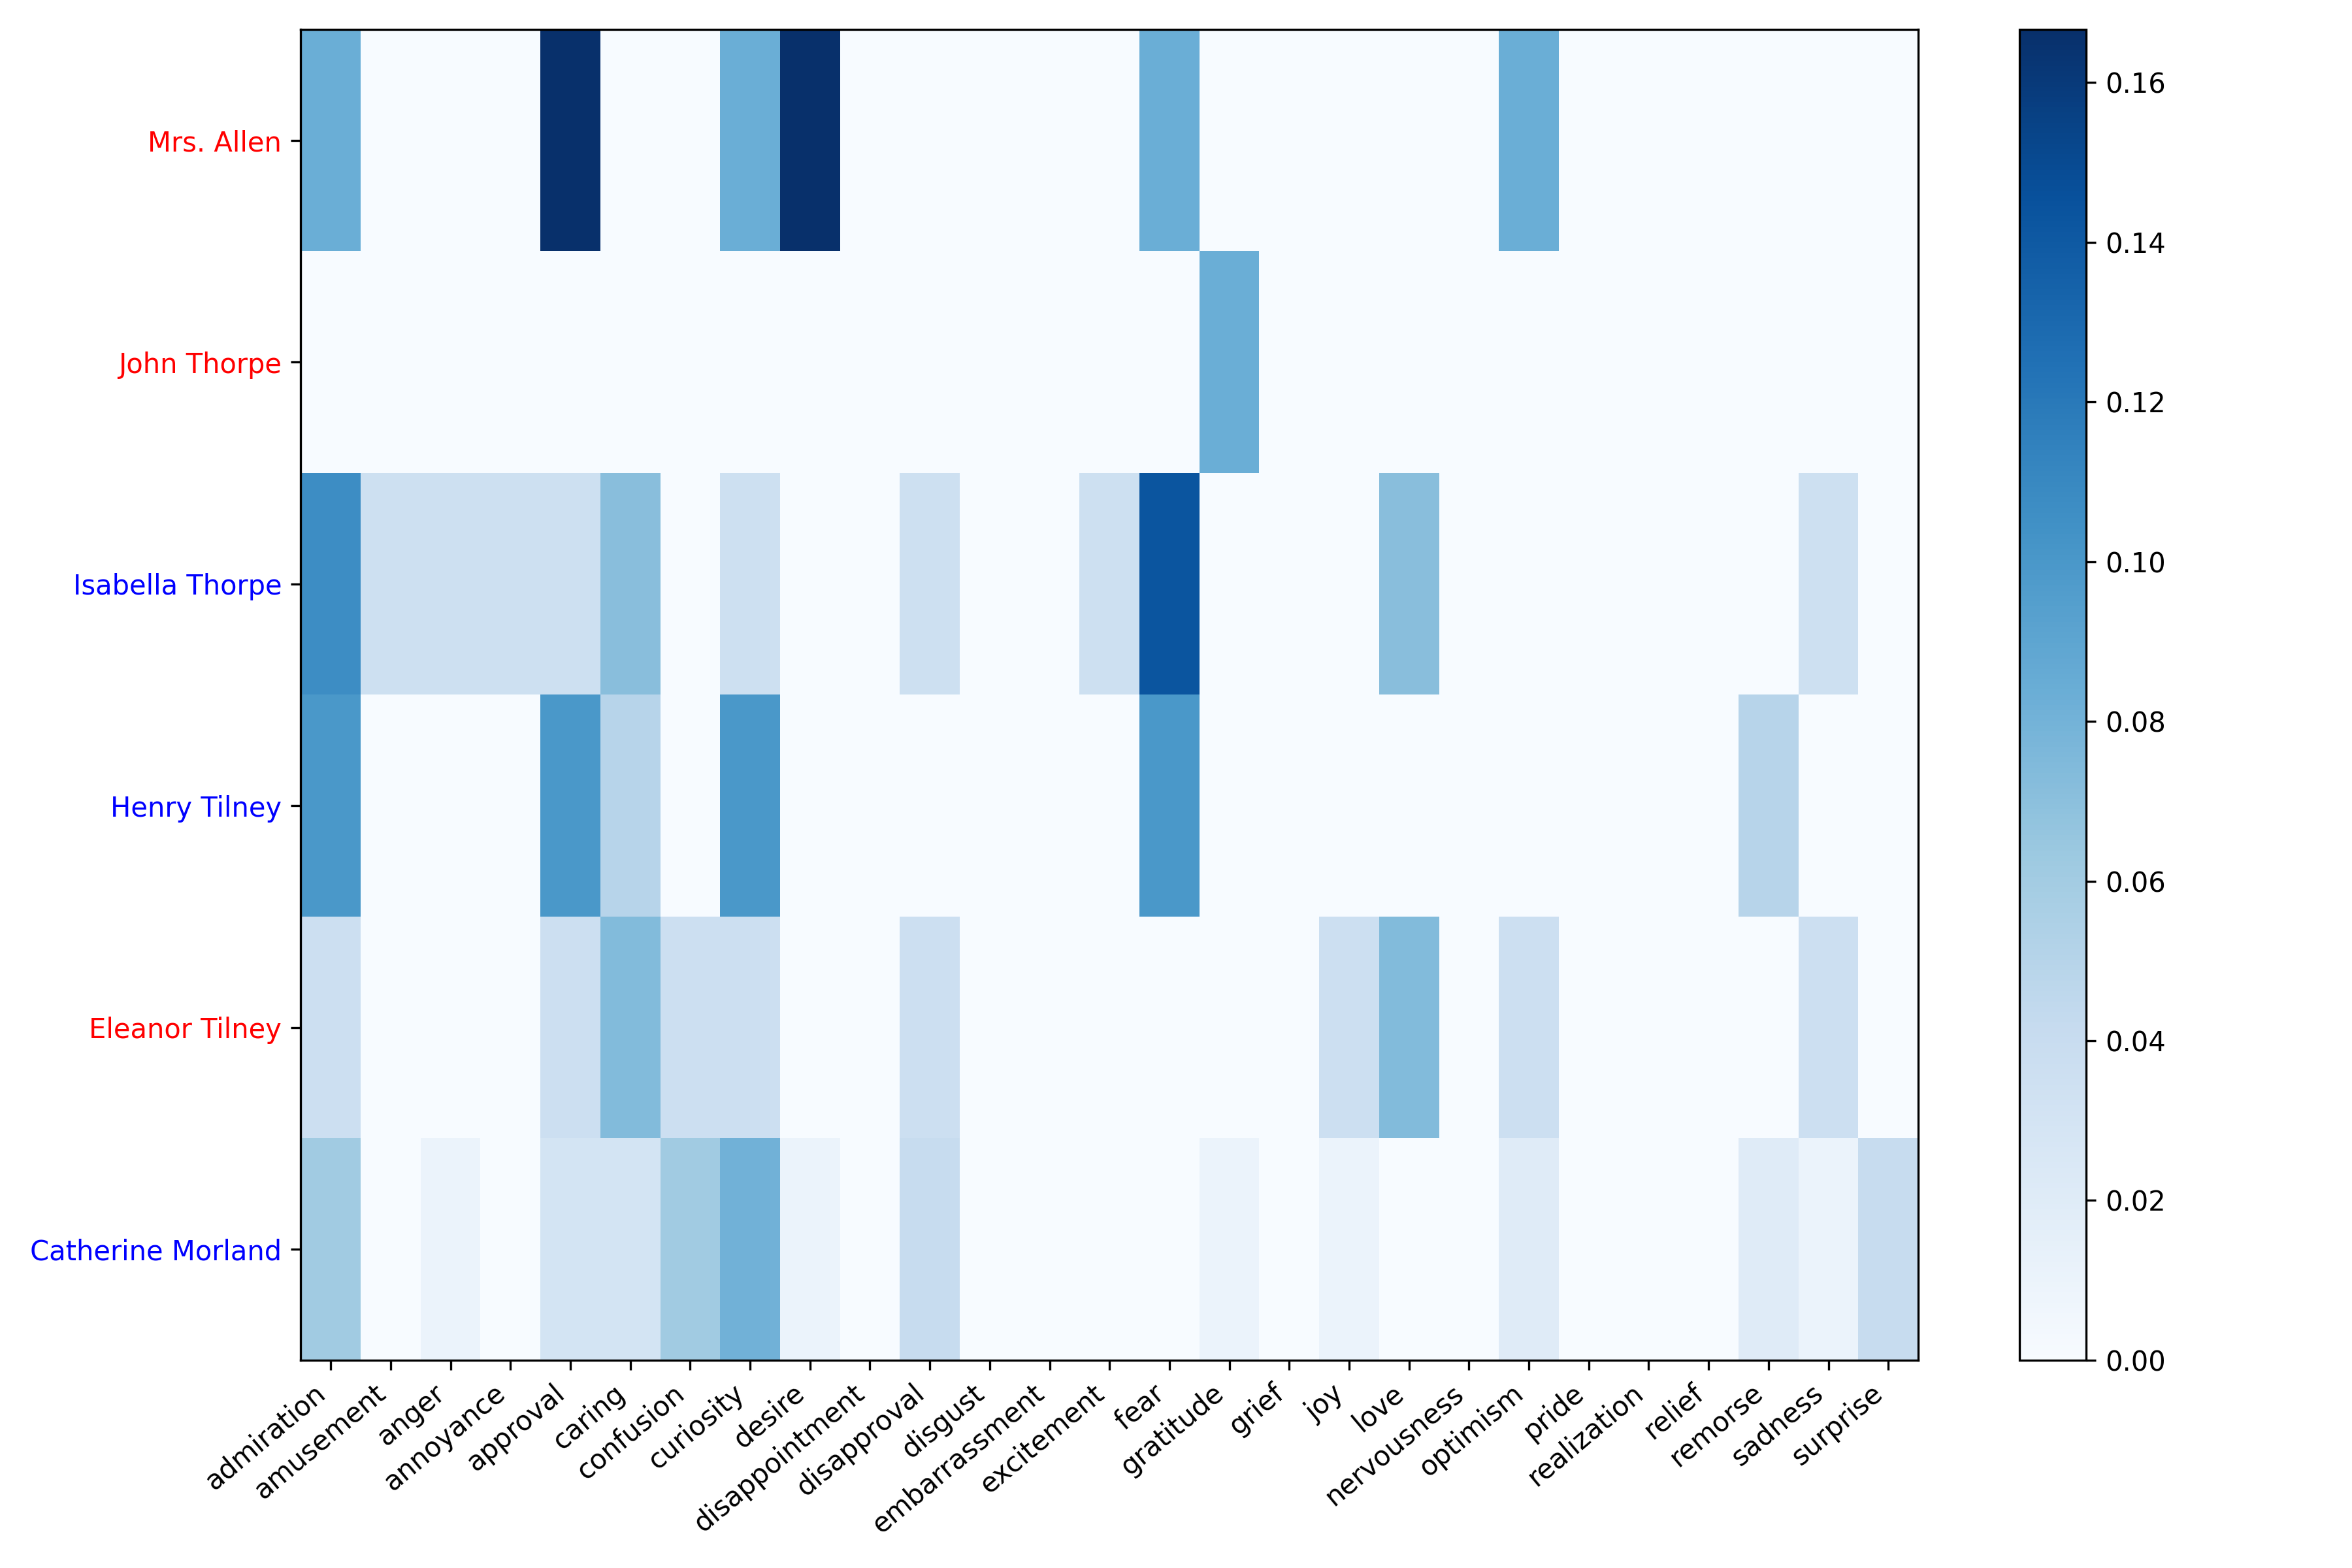 Mrs. Allen
John Thorpe
Isabella Thorpe
Henry Tilney
Eleanor Tilney
Catherine Morland
admiration
amusement
anger
annoyance
approval
caring
confusion
curiosity
desire
disappointment
disapproval
disgust
embarrassment
excitement
fear
gratitude
grief
joy
love
nervousness
optimism
pride
realization
relief
remorse
sadness
surprise
0.16
0.14
0.12
0.10
0.08
0.06
0.04
0.02
0.00